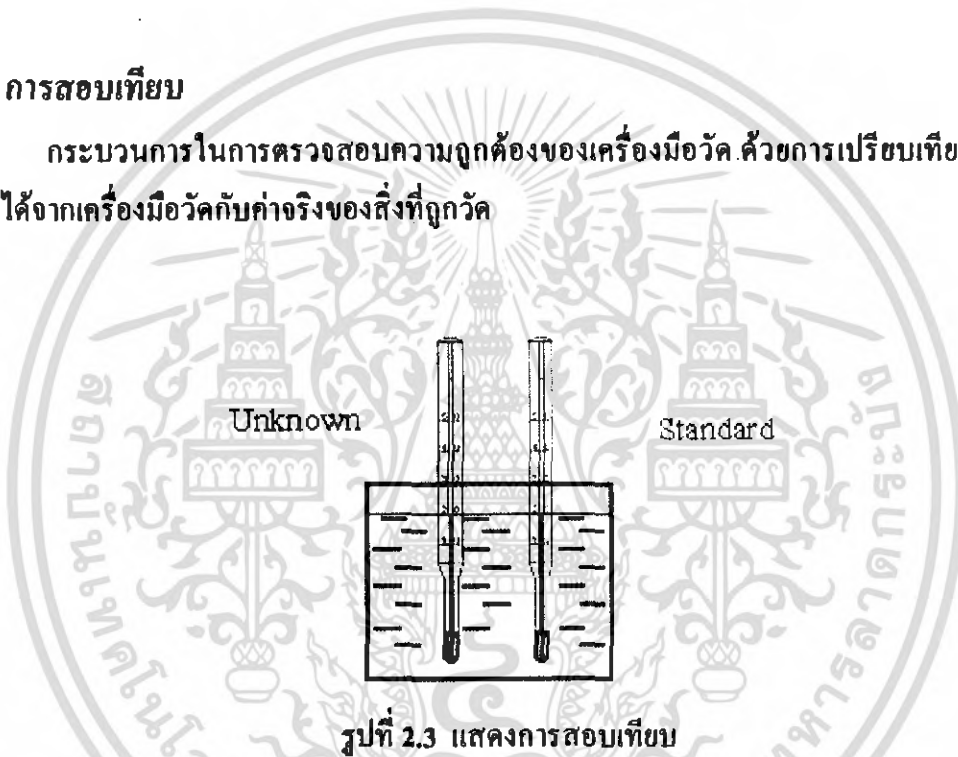 การสอบเทียบ
กระบวนการในการตรวจสอบความถูกต้องของเครื่องมือวัด ด้วยการเปรียบเทีย
ได้จากเครื่องมือวัดกับค่าจริงของสิ่งที่ถูกวัด
Unknown
Standard
รูปที่ 2.3 แสดงการสอบเทียบ